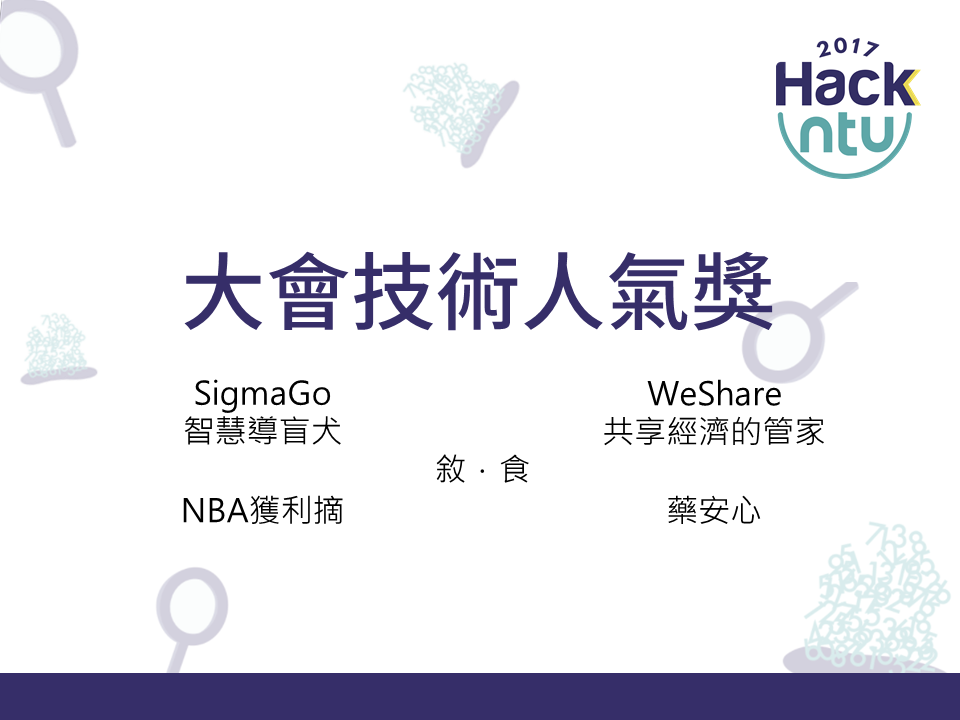 2017
Hack
ntu
大會技術人氣獎
SigmaGo
智慧導盲犬
WeShare
共享經濟的管家
敘．食
NBA獲利摘
藥安心